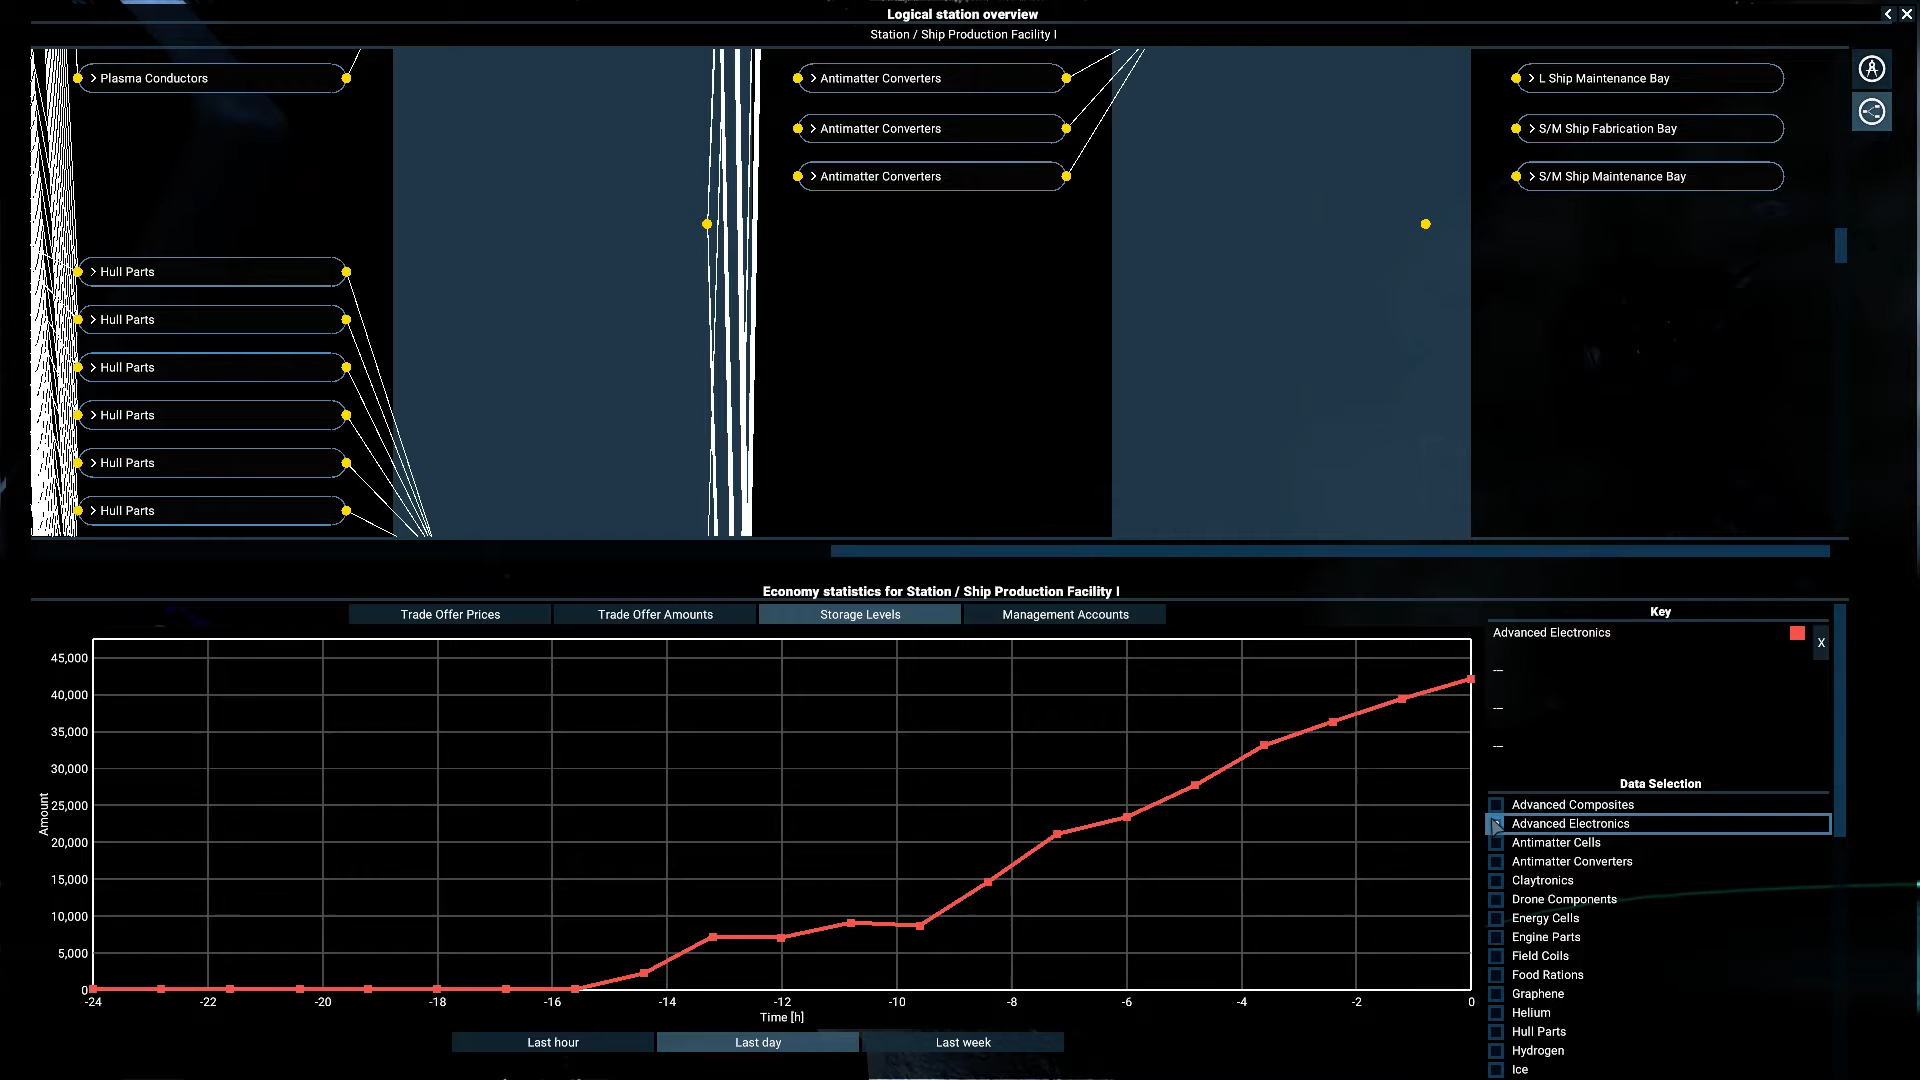 Logical station overview
Station / Ship Production Facility I
Plasma Conductors
Antimatter Converters
L Ship Maintenance Bay
Antimatter Converters
S/M Ship Fabrication Bay
Antimatter Converters
S/M Ship Maintenance Bay
Hull Parts
Hull Parts
Hull Parts
Hull Parts
Hull Parts
Hull Parts
Economy statistics for Station / Ship Production Facility I
Trade Offer Prices
Trade Offer Amounts
Storage Levels
Management Accounts
45,000
40,000
35,000
30,000
25,000
20,000
15,000
10,000
5,000
0
Amount
-24 -22 -20 -18 -16 -14 -12 -10 -8 -6 -4 -2 0
Time [h]
Last hour
Last day
Last week
Key
Advanced Electronics
X
---
---
---
Data Selection
Advanced Composites
Advanced Electronics
Antimatter Cells
Antimatter Converters
Claytronics
Drone Components
Energy Cells
Engine Parts
Field Coils
Food Rations
Graphene
Helium
Hull Parts
Hydrogen
Ice